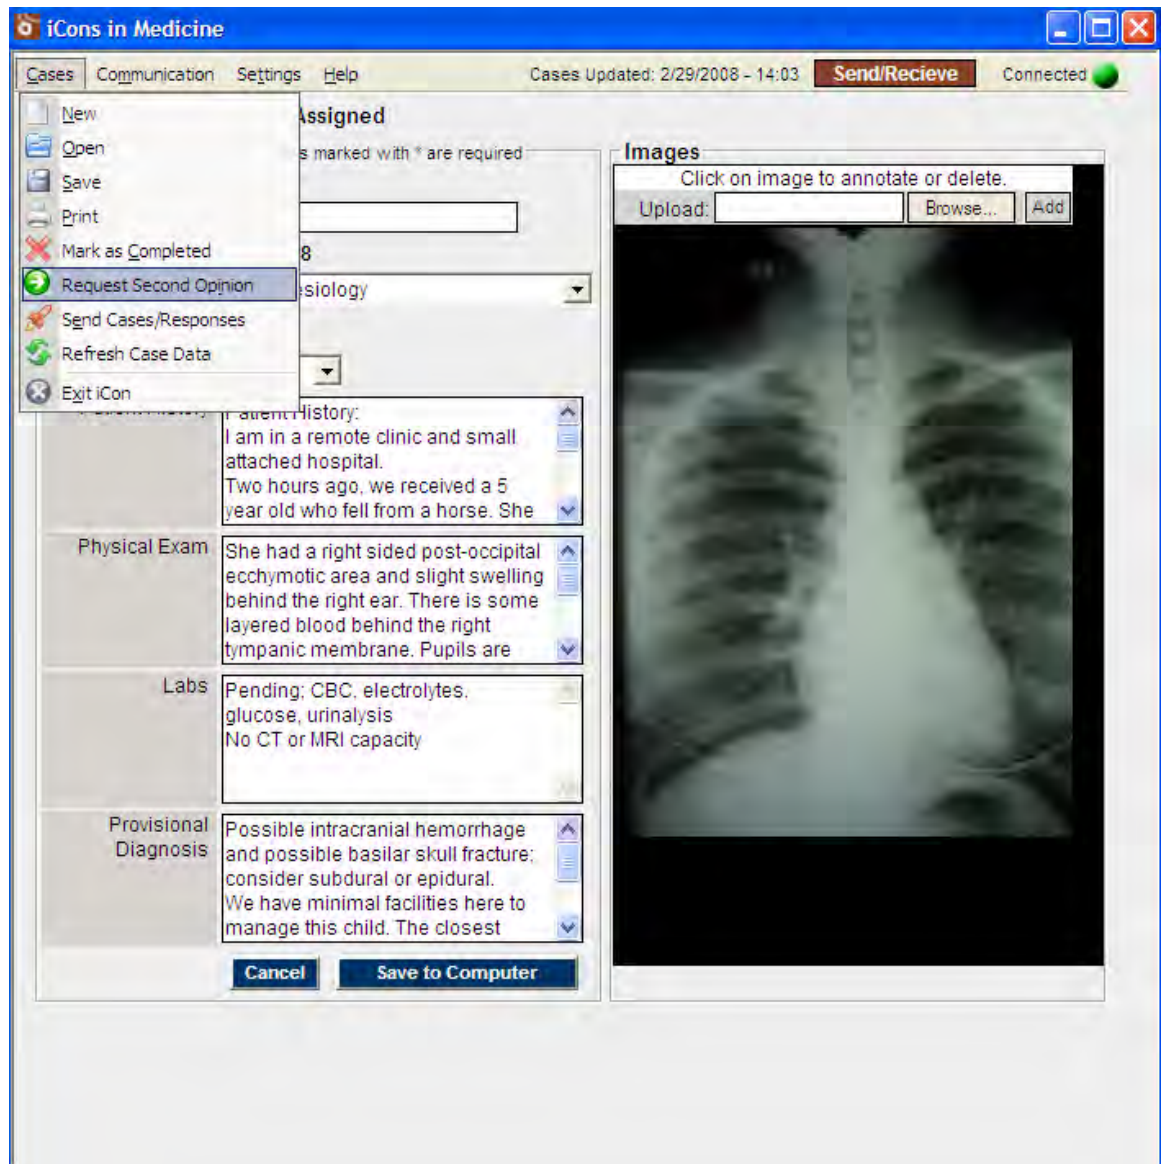 iCons in Medicine
Cases Communication Settings Help Cases Updated: 2/29/2008 - 14:03 Send/Recieve Connected
New
Open
Save
Print
Mark as Completed
Request Second Opinion
Send Cases/Responses
Refresh Case Data
Exit iCon
Assigned
marked with * are required
8
Patient History
Patient History:
I am in a remote clinic and small
attached hospital.
Two hours ago, we received a 5
year old who fell from a horse. She
Physical Exam
She had a right sided post-occipital
ecchymotic area and slight swelling
behind the right ear. There is some
layered blood behind the right
tympanic membrane. Pupils are
Labs
Pending; CBC, electrolytes,
glucose, urinalysis
No CT or MRI capacity
Provisional
Diagnosis
Possible intracranial hemorrhage
and possible basilar skull fracture;
consider subdural or epidural.
We have minimal facilities here to
manage this child. The closest
Cancel Save to Computer
Images
Click on image to annotate or delete.
Upload: Browse... Add